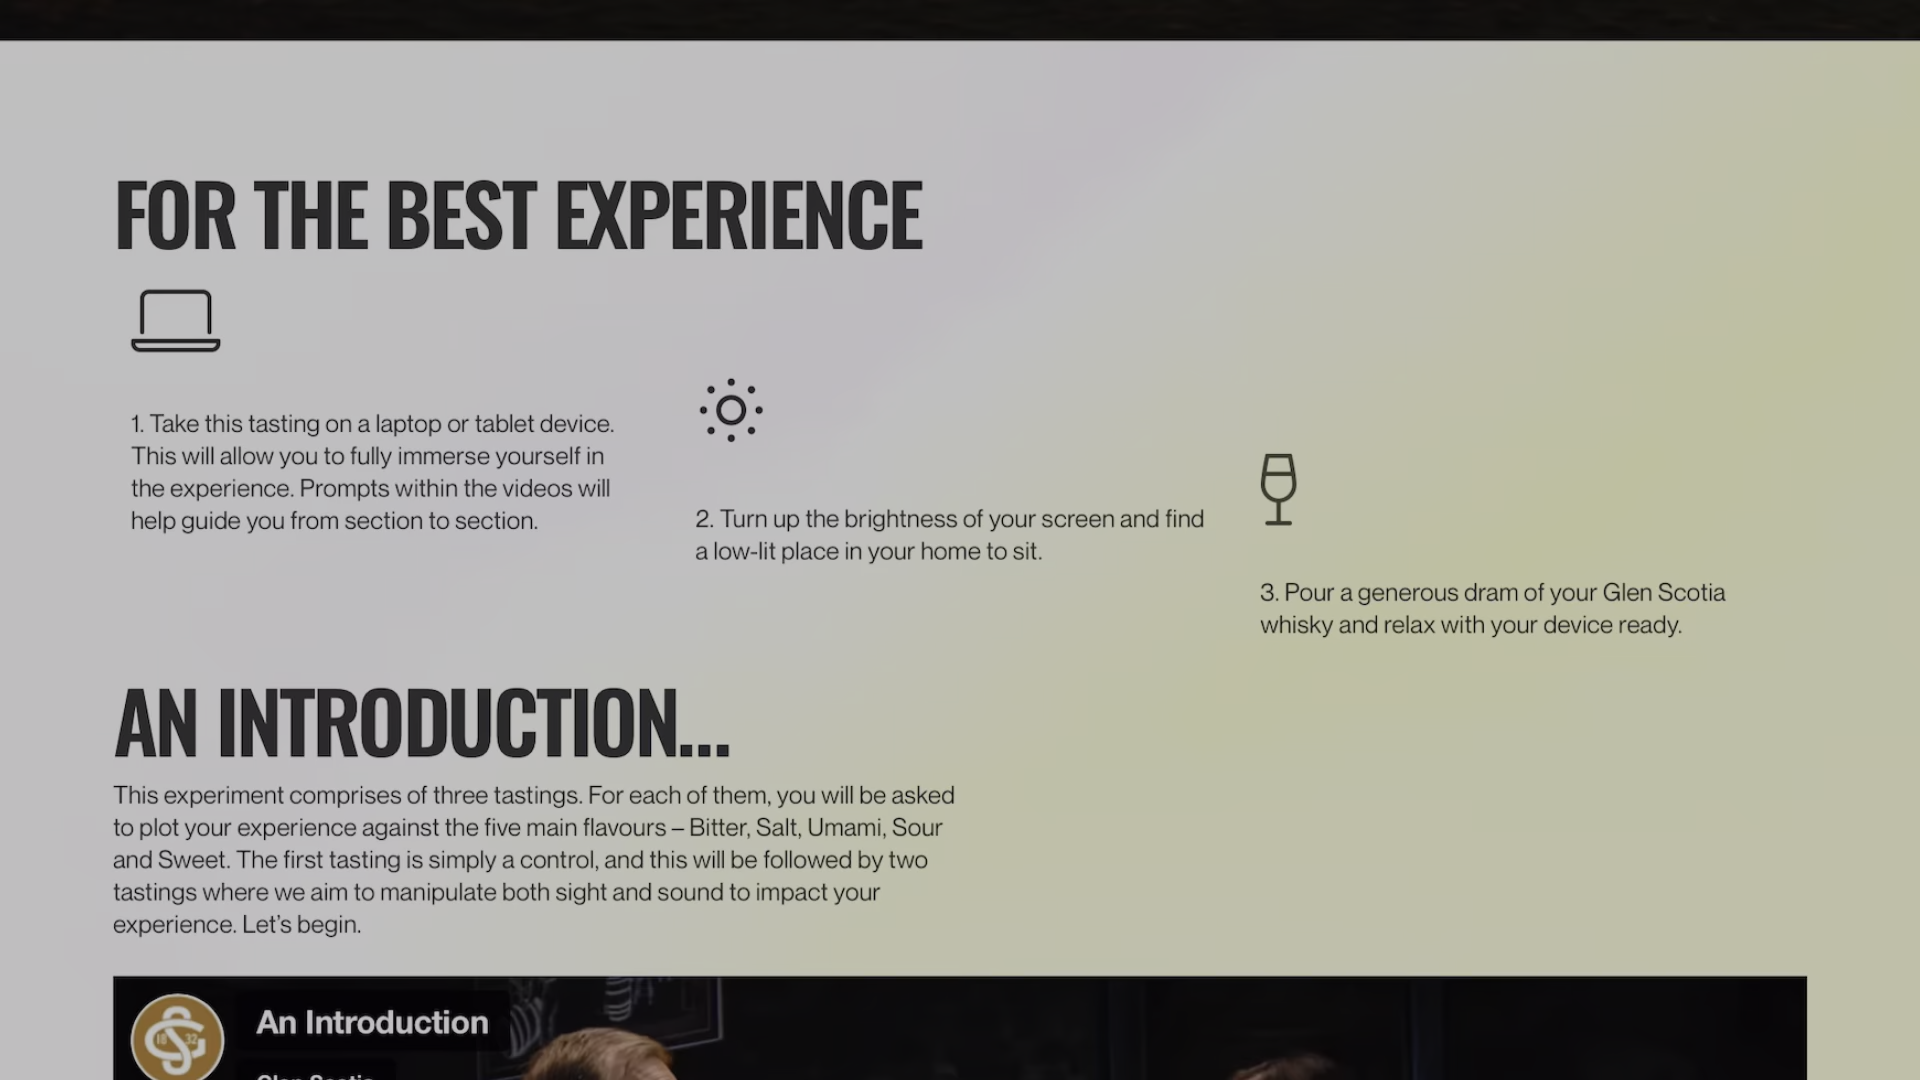 FOR THE BEST EXPERIENCE
1. Take this tasting on a laptop or tablet device.
This will allow you to fully immerse yourself in
the experience. Prompts within the videos will
help guide you from section to section.
2. Turn up the brightness of your screen and find
a low-lit place in your home to sit.
3. Pour a generous dram of your Glen Scotia
whisky and relax with your device ready.
AN INTRODUCTION...
This experiment comprises of three tastings. For each of them, you will be asked
to plot your experience against the five main flavours – Bitter, Salt, Umami, Sour
and Sweet. The first tasting is simply a control, and this will be followed by two
tastings where we aim to manipulate both sight and sound to impact your
experience. Let’s begin.
18 SG 32
An Introduction
Glen Scotia